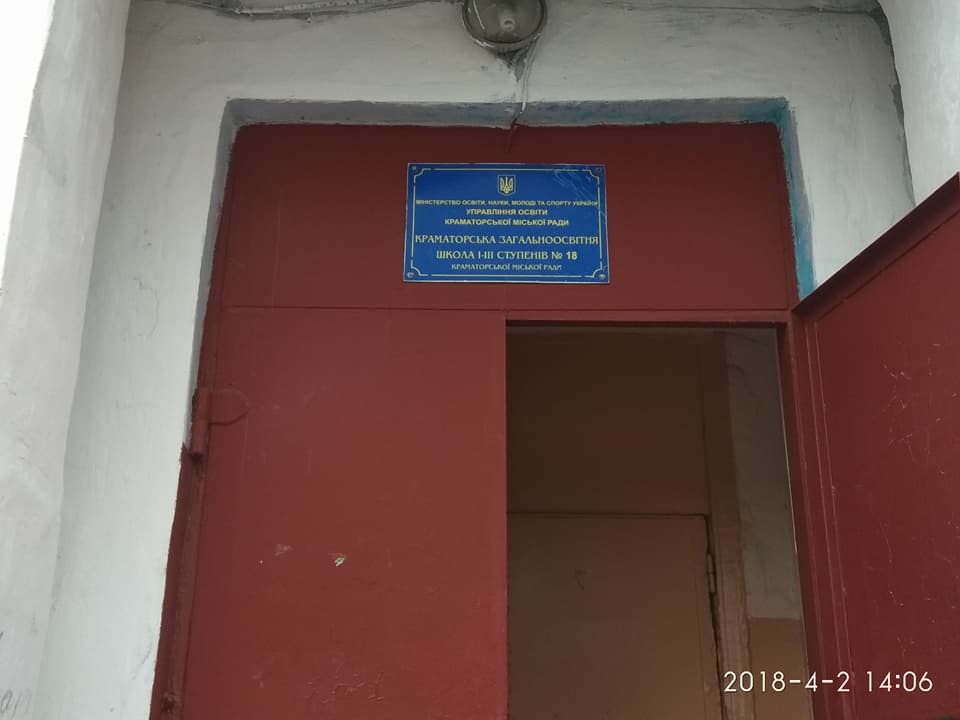 МІНІСТЕРСТВО ОСВІТИ, НАУКИ, МОЛОДІ ТА СПОРТУ УКРАЇНИ
УПРАВЛІННЯ ОСВІТИ
КРАМАТОРСЬКОЇ МІСЬКОЇ РАДИ
КРАМАТОРСЬКА ЗАГАЛЬНООСВІТНЯ
ШКОЛА І-ІІІ СТУПЕНІВ № 18
КРАМАТОРСЬКОЇ МІСЬКОЇ РАДИ
2018-4-2 14:06